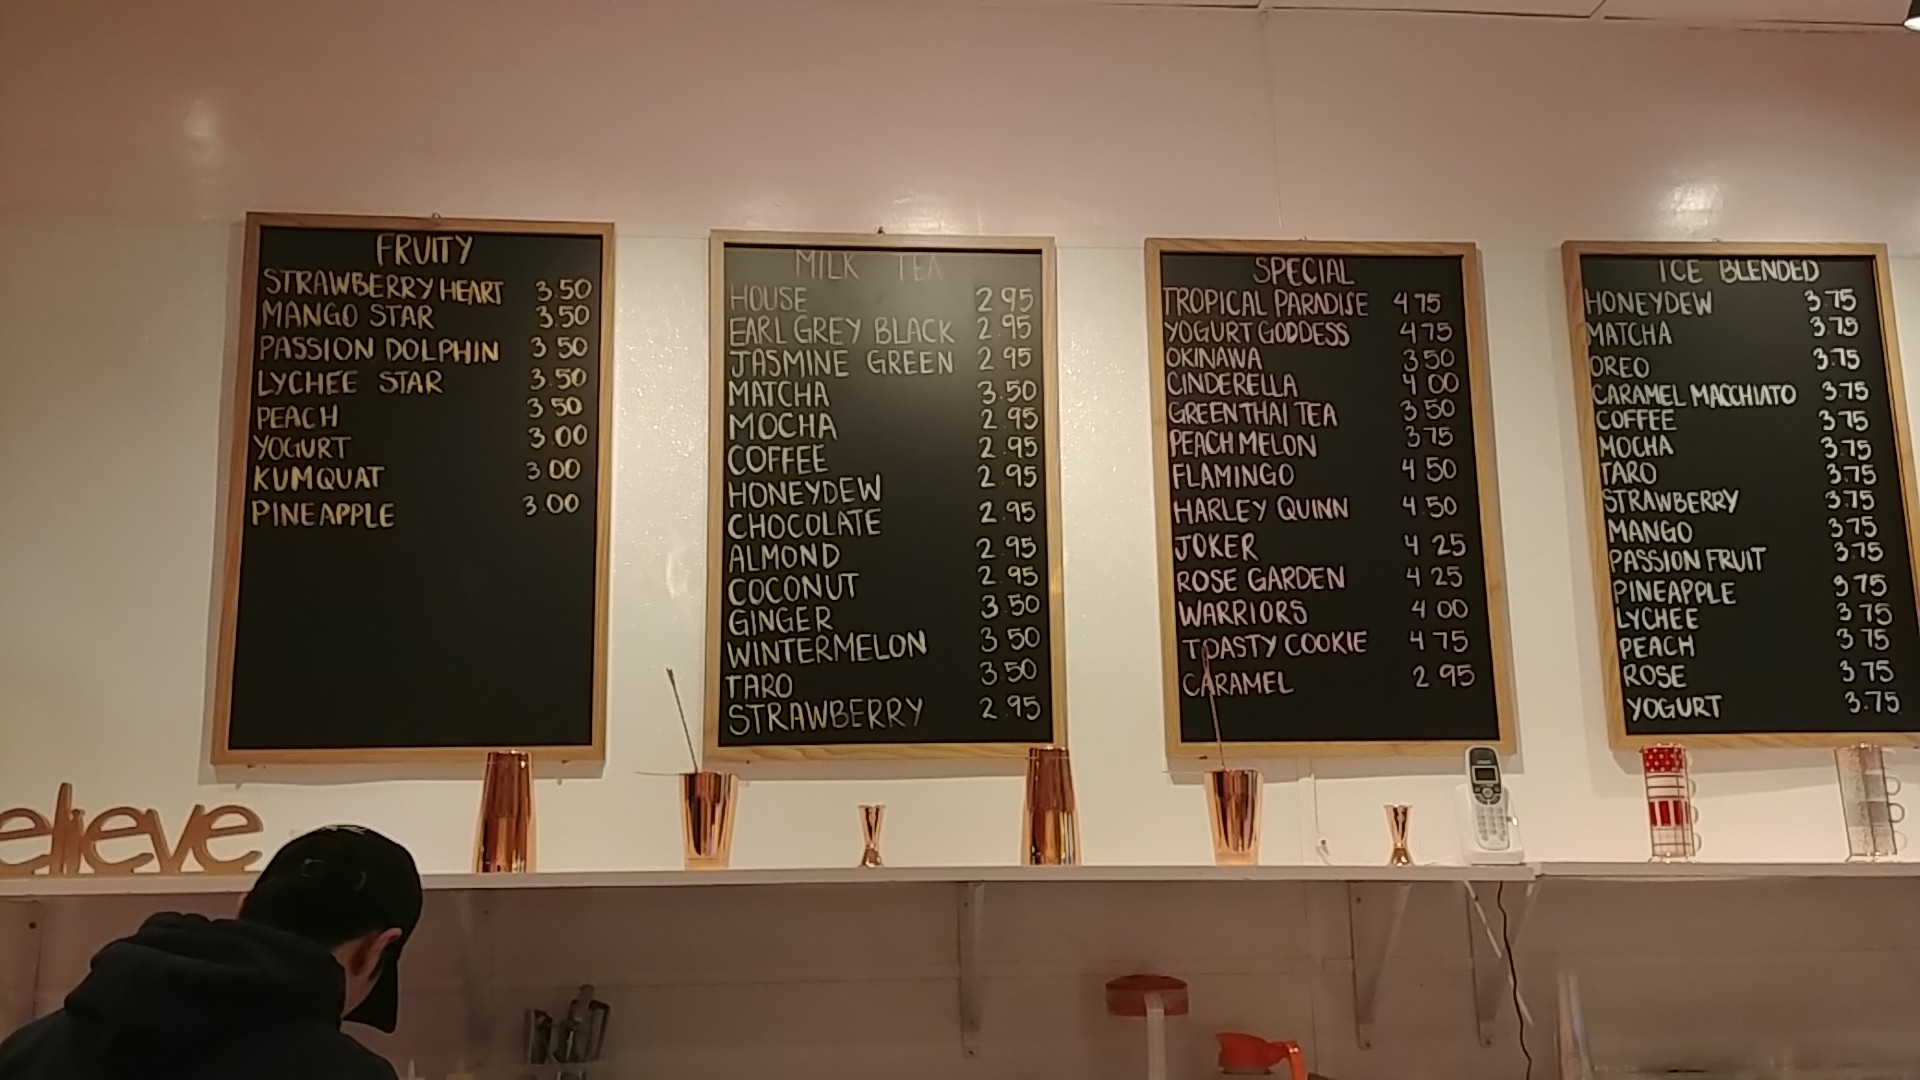 FRUITY
STRAWBERRY HEART 3.50
MANGO STAR 3.50
PASSION DOLPHIN 3 50
LYCHEE STAR 3.50
PEACH 3 50
YOGURT 3 00
KUMQUAT 3 00
PINEAPPLE 3 00
MILK TEA
HOUSE 2 95
EARL GREY BLACK 2 95
JASMINE GREEN 2 95
MATCHA 3.50
MOCHA 2 95
COFFEE 2 95
HONEYDEW 2 95
CHOCOLATE 2 95
ALMOND 2 95
COCONUT 2 95
GINGER 3 50
WINTERMELON 3 50
TARO 3 50
STRAWBERRY 2 95
SPECIAL
TROPICAL PARADISE 4 75
YOGURT GODDESS 4 75
OKINAWA 3 50
CINDERELLA 4 00
GREEN THAI TEA 3 50
PEACH MELON 3 75
FLAMINGO 4 50
HARLEY QUINN 4 50
JOKER 4 25
ROSE GARDEN 4 25
WARRIORS 4 00
TOASTY COOKIE 4 75
CARAMEL 2 95
ICE BLENDED
HONEYDEW 3.75
MATCHA 3.75
OREO 3.75
CARAMEL MACCHIATO 3.75
COFFEE 3.75
MOCHA 3.75
TARO 3.75
STRAWBERRY 3.75
MANGO 3.75
PASSION FRUIT 3.75
PINEAPPLE 3 75
LYCHEE 3 75
PEACH 3 75
ROSE 3 75
YOGURT 3.75
elieve